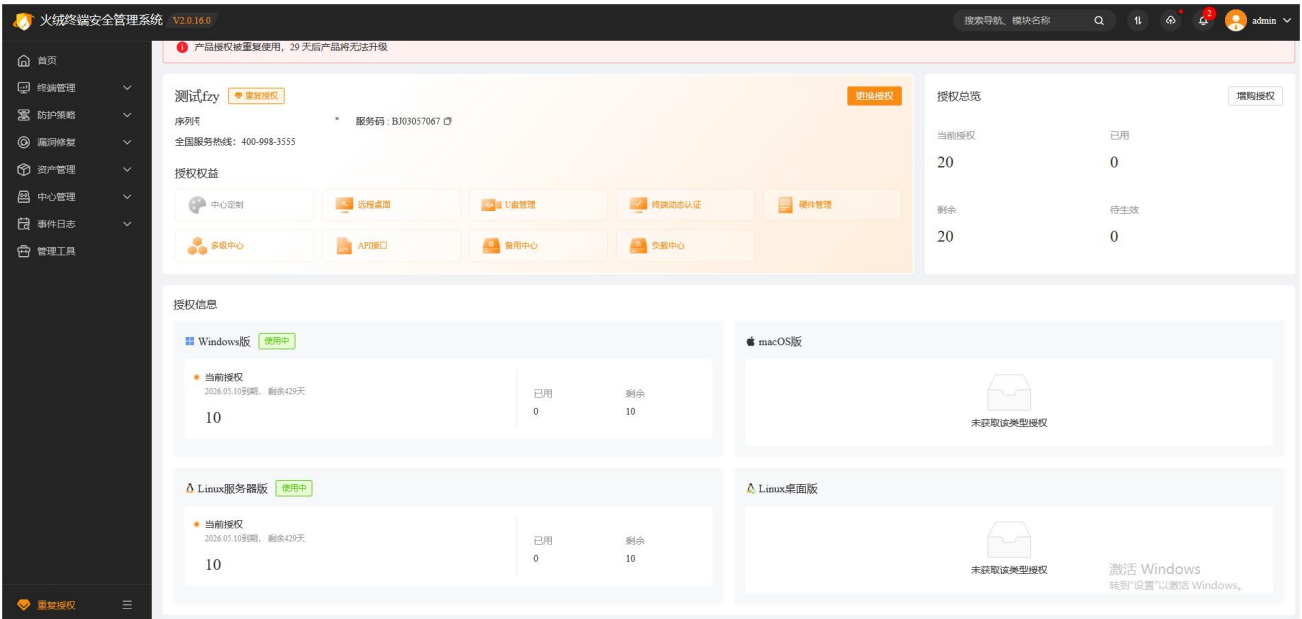 火绒终端安全管理系统 V2.0.16.0
搜索导航、模块名称
2
admin
首页
终端管理
防护策略
漏洞修复
资产管理
中心管理
事件日志
管理工具
重复授权
产品授权被重复使用，29 天后产品将无法升级
测试fzy 重复授权 更换授权
序列号 服务码 : BJ03057067
全国服务热线：400-998-3555
授权权益
中心定制 远程桌面 U盘管理 终端动态认证 硬件管理
多级中心 API接口 备用中心 负载中心
授权总览 增购授权
当前授权 已用
20 0
剩余 待生效
20 0
授权信息
Windows版 使用中
当前授权
2026.05.10到期， 剩余429天
10
已用 剩余
0 10
macOS版
未获取该类型授权
Linux服务器版 使用中
当前授权
2026.05.10到期， 剩余429天
10
已用 剩余
0 10
Linux桌面版
未获取该类型授权
激活 Windows
转到"设置"以激活 Windows。